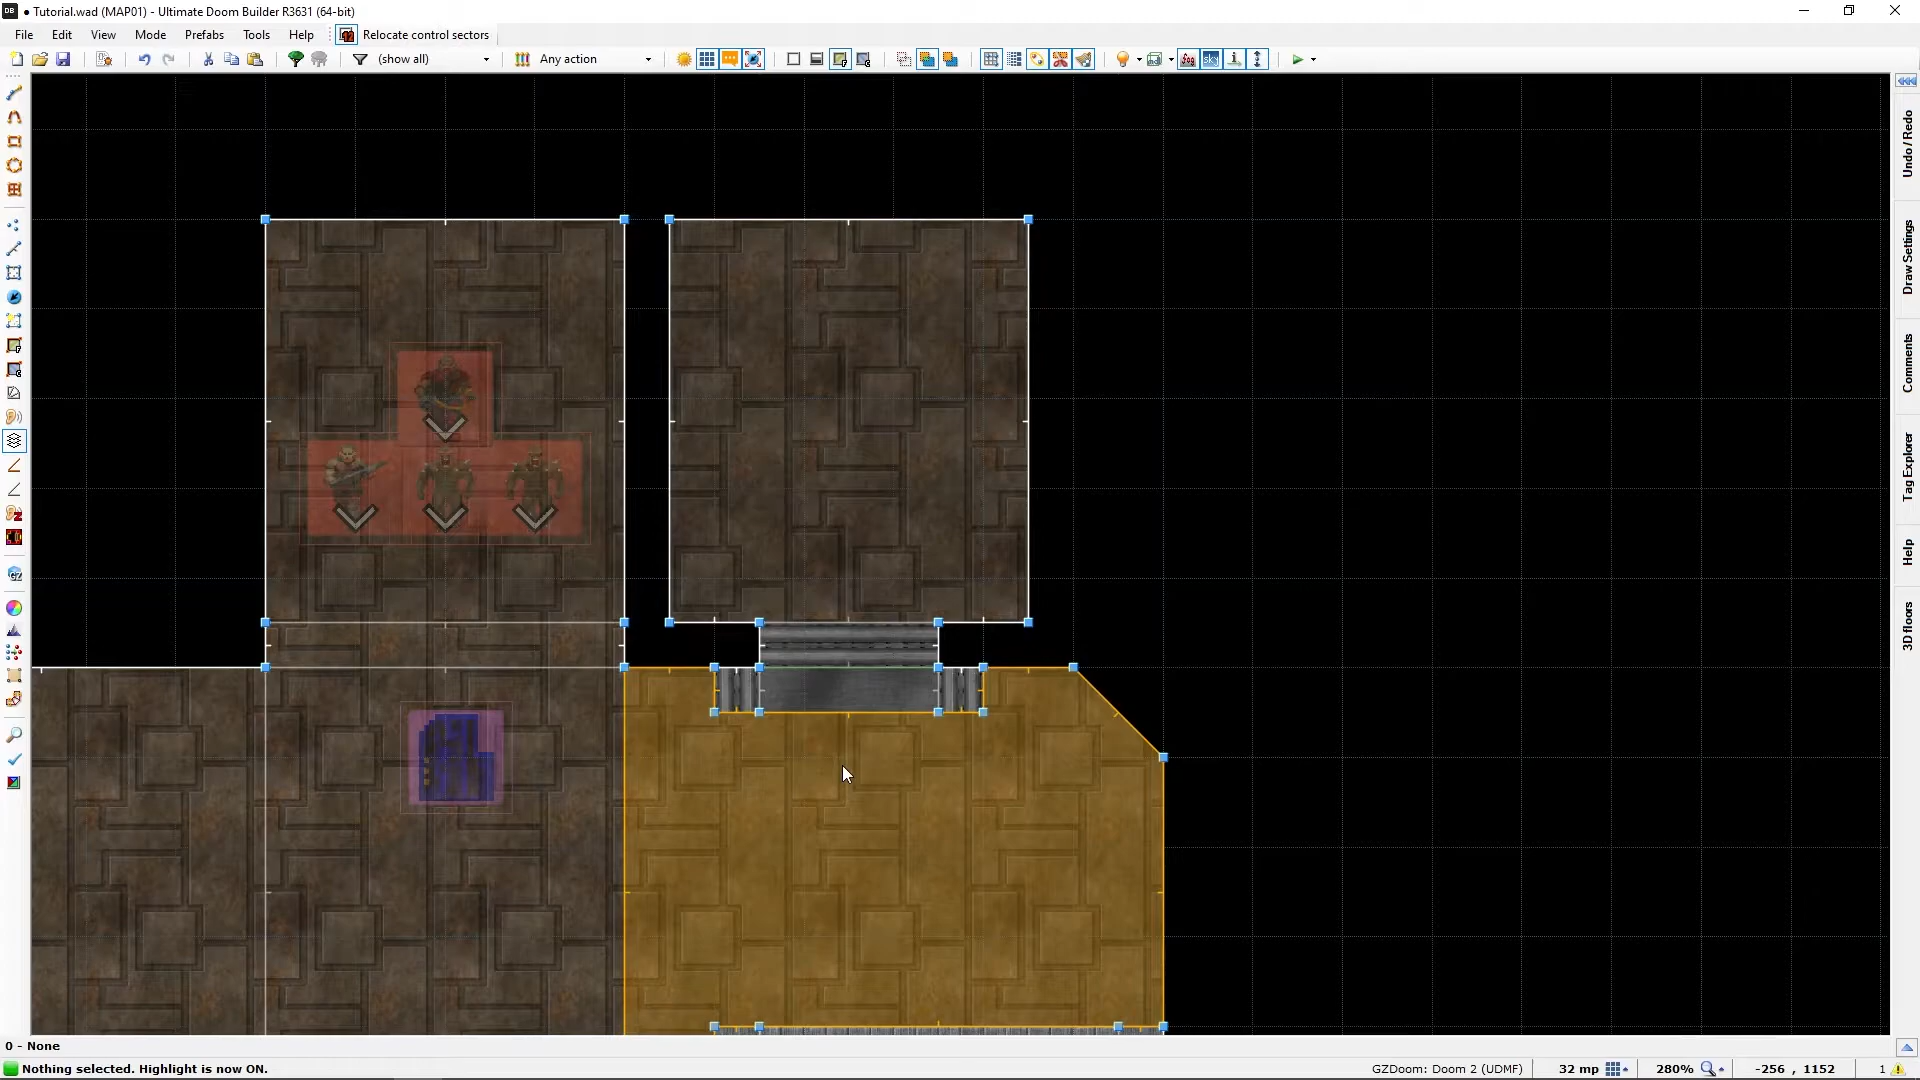 • Tutorial.wad (MAP01) - Ultimate Doom Builder R3631 (64-bit)
File Edit View Mode Prefabs Tools Help Relocate control sectors
(show all) Any action
Undo / Redo
Draw Settings
Comments
Tag Explorer
Help
3D floors
0 - None
Nothing selected. Highlight is now ON. GZDoom: Doom 2 (UDMF) 32 mp 280% -256 , 1152 1